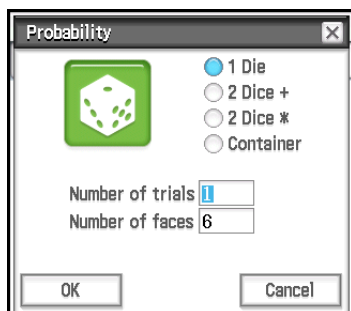 Probability
1 Die
2 Dice +
2 Dice *
Container
Number of trials 1
Number of faces 6
OK Cancel